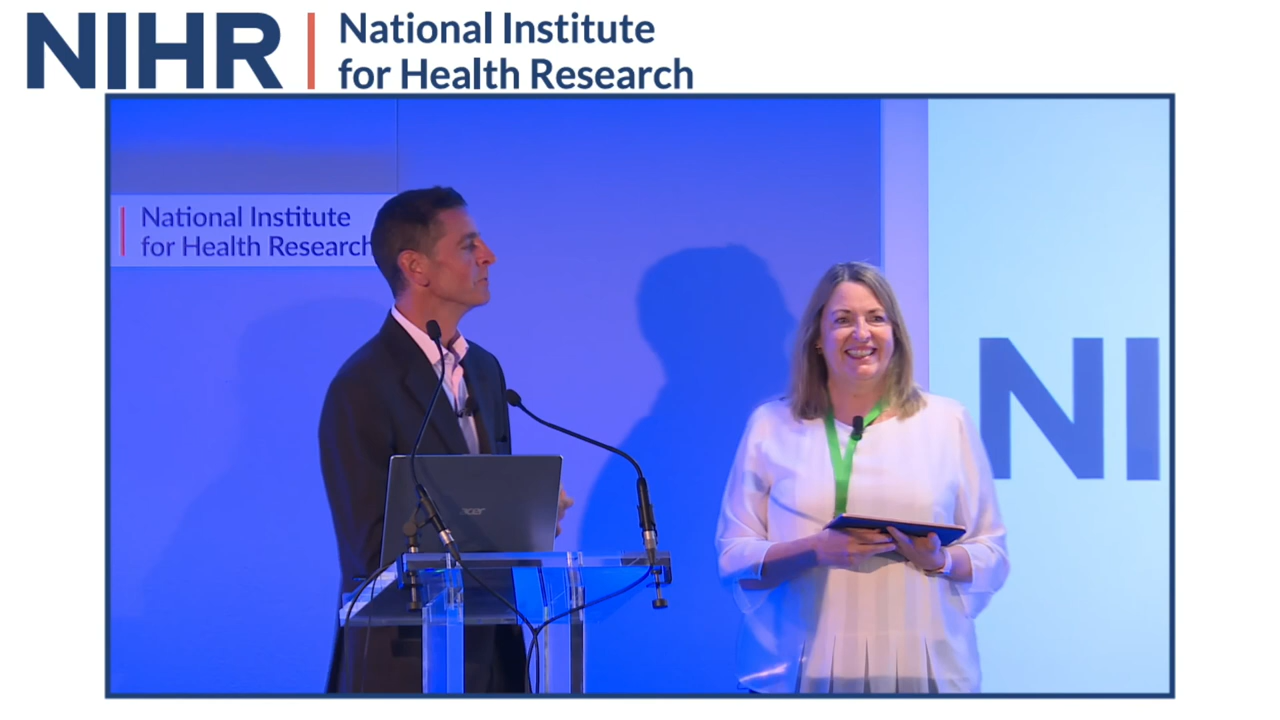 NIHR
National Institute
for Health Research
National Institute
for Health Research
NI
acer